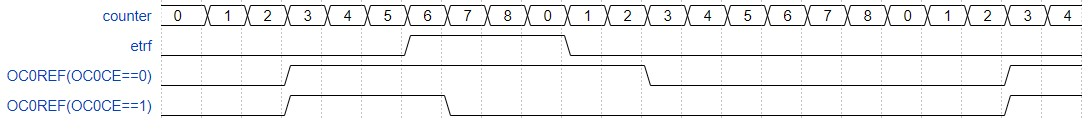 counter 0 1 2 3 4 5 6 7 8 0 1 2 3 4 5 6 7 8 0 1 2 3 4
etrf
OC0REF(OC0CE==0)
OC0REF(OC0CE==1)